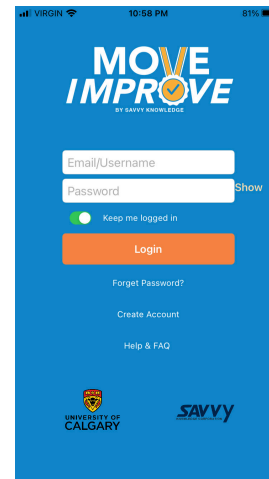 VIRGIN 10:58 PM 81%
MOVE
IMPROVE
BY SAVVY KNOWLEDGE
Email/Username
Password
Show
Keep me logged in
Login
Forget Password?
Create Account
Help & FAQ
UNIVERSITY OF
CALGARY
SAVVY